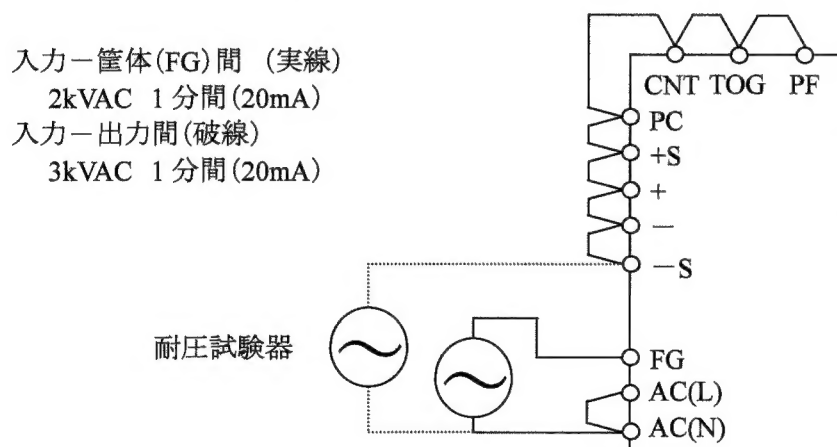 入力－筐体(FG)間 (実線)
2kVAC 1分間(20mA)
入力－出力間(破線)
3kVAC 1分間(20mA)
CNT TOG PF
PC
+S
+
－
－S
耐圧試験器
FG
AC(L)
AC(N)